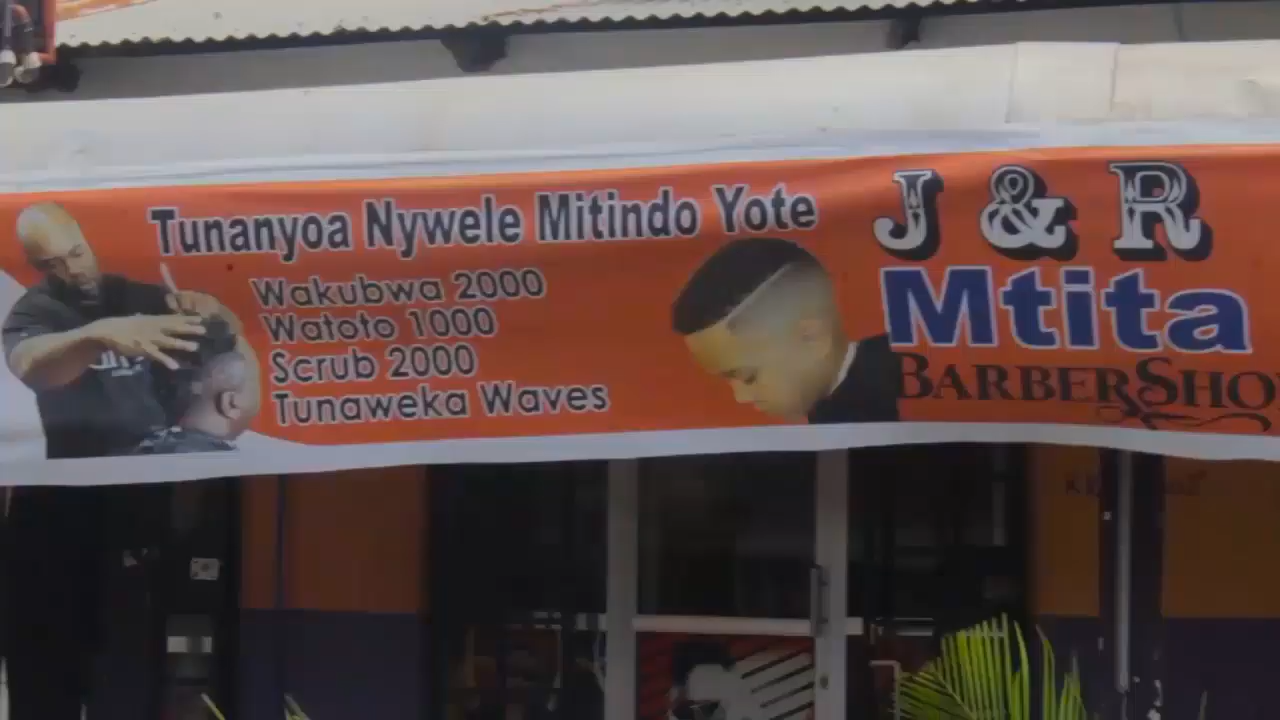 Tunanyoa Nywele Mitindo Yote
Wakubwa 2000
Watoto 1000
Scrub 2000
Tunaweka Waves
J & R
Mtita
BARBERSHO